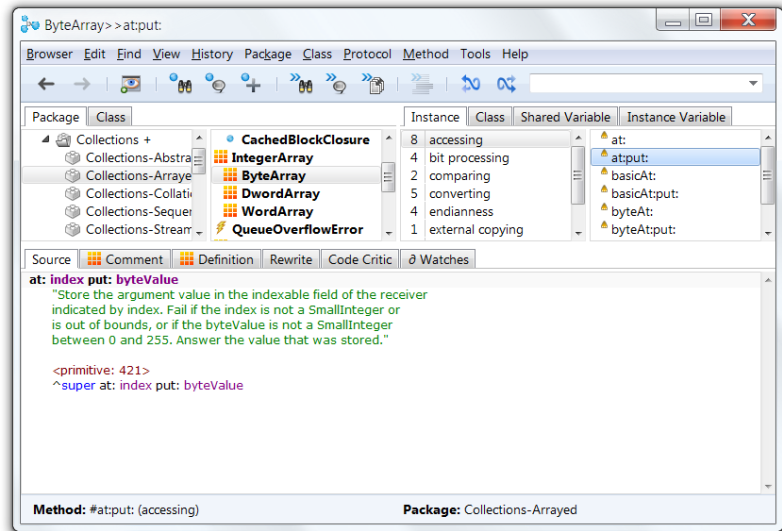 ByteArray>>at:put:
Browser Edit Find View History Package Class Protocol Method Tools Help
Package Class
Collections +
Collections-Abstra
Collections-Arraye
Collections-Collati
Collections-Sequer
Collections-Stream
CachedBlockClosure
IntegerArray
ByteArray
DwordArray
WordArray
QueueOverflowError
Instance Class Shared Variable Instance Variable
8 accessing
4 bit processing
2 comparing
5 converting
4 endianness
1 external copying
at:
at:put:
basicAt:
basicAt:put:
byteAt:
byteAt:put:
Source Comment Definition Rewrite Code Critic ∂ Watches
at: index put: byteValue
"Store the argument value in the indexable field of the receiver
indicated by index. Fail if the index is not a SmallInteger or
is out of bounds, or if the byteValue is not a SmallInteger
between 0 and 255. Answer the value that was stored."
<primitive: 421>
^super at: index put: byteValue
Method: #at:put: (accessing) Package: Collections-Arrayed